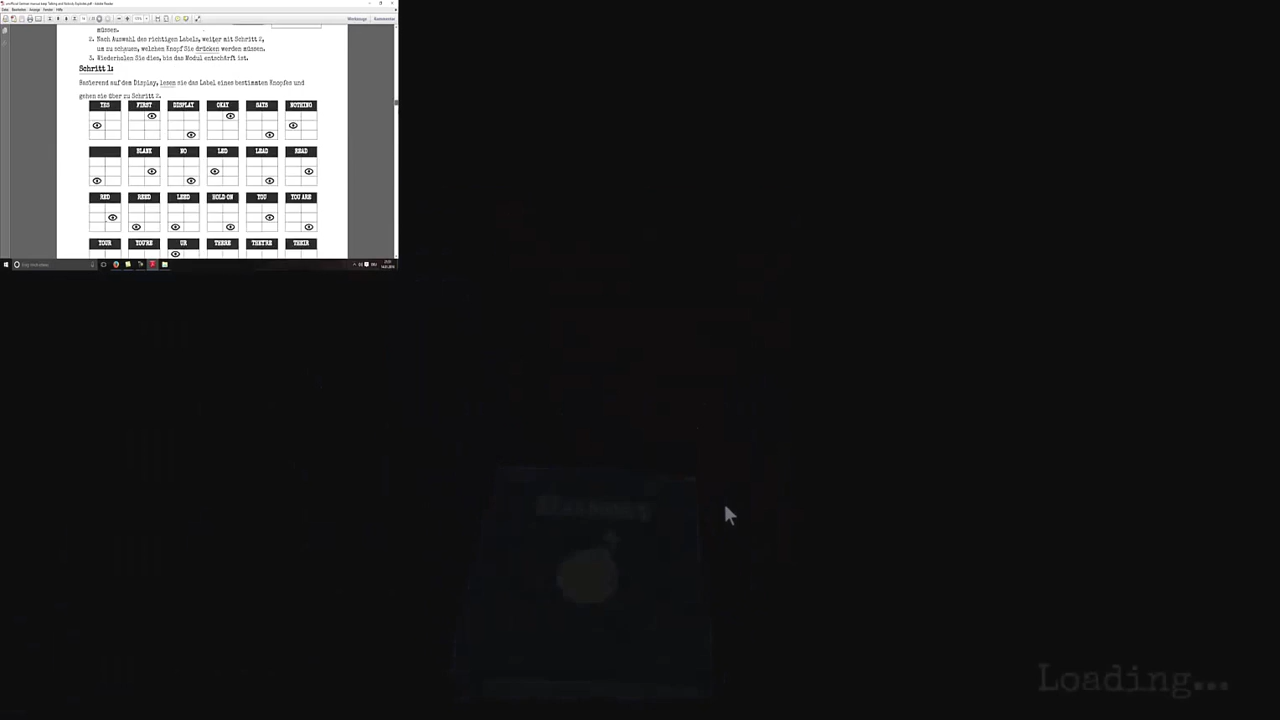 müssen.
2. Nach Auswahl des richtigen Labels, weiter mit Schritt 2,
um zu schauen, welchen Knopf Sie drücken werden müssen.
3. Wiederholen Sie dies, bis das Modul entschärft ist.
Schritt 1:
Basierend auf dem Display, lesen sie das Label eines bestimmten Knopfes und
gehen sie über zu Schritt 2.
YES FIRST DISPLAY OKAY SAYS NOTHING
BLANK NO LED LEAD READ
RED REED LEED HOLD ON YOU YOU ARE
YOUR YOU'RE UR THERE THEY'RE THEIR
Loading...